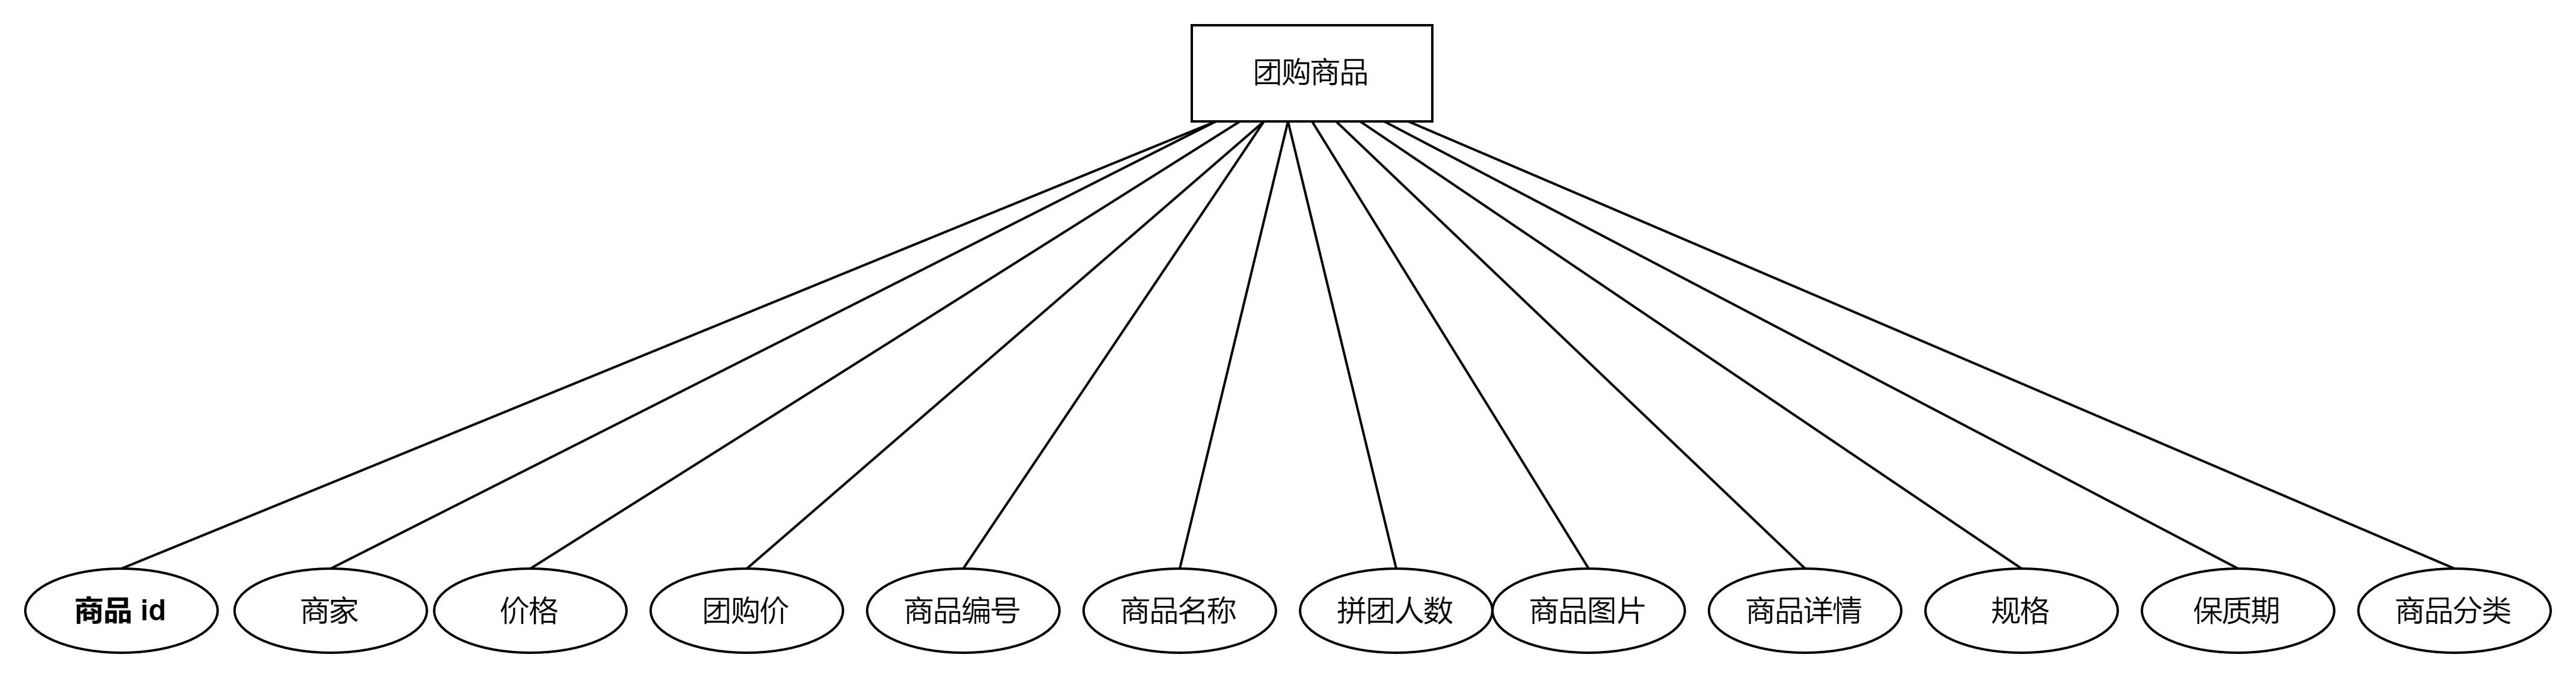 团购商品
商品 id
商家
价格
团购价
商品编号
商品名称
拼团人数
商品图片
商品详情
规格
保质期
商品分类